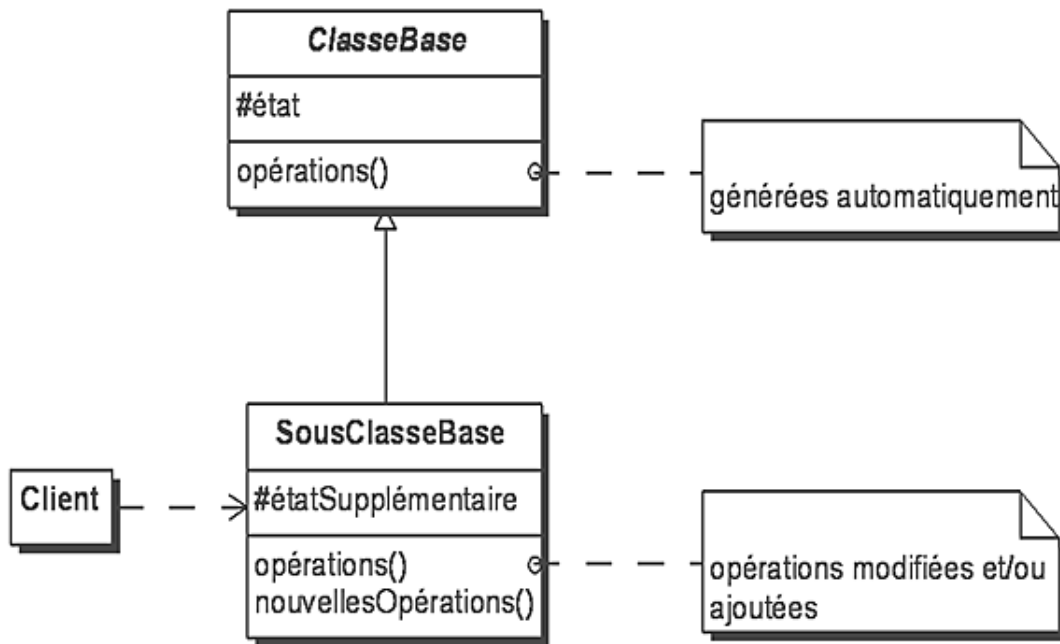 ClasseBase
#état
opérations()
générées automatiquement
SousClasseBase
Client
#étatSupplémentaire
opérations()
nouvellesOpérations()
opérations modifiées et/ou
ajoutées